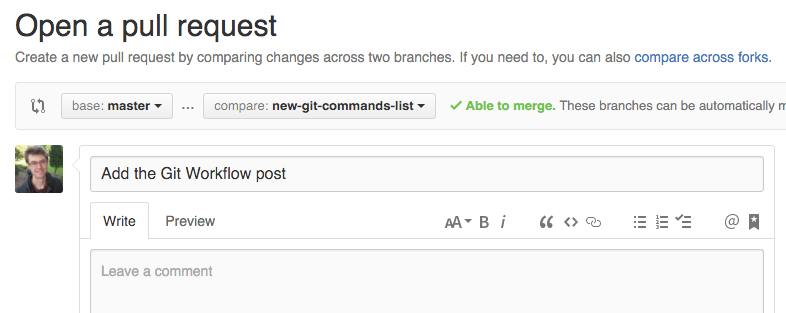 Open a pull request
Create a new pull request by comparing changes across two branches. If you need to, you can also compare across forks.
base: master ... compare: new-git-commands-list ✓ Able to merge. These branches can be automatically m
Add the Git Workflow post
Write Preview AA B i “ <> @
Leave a comment